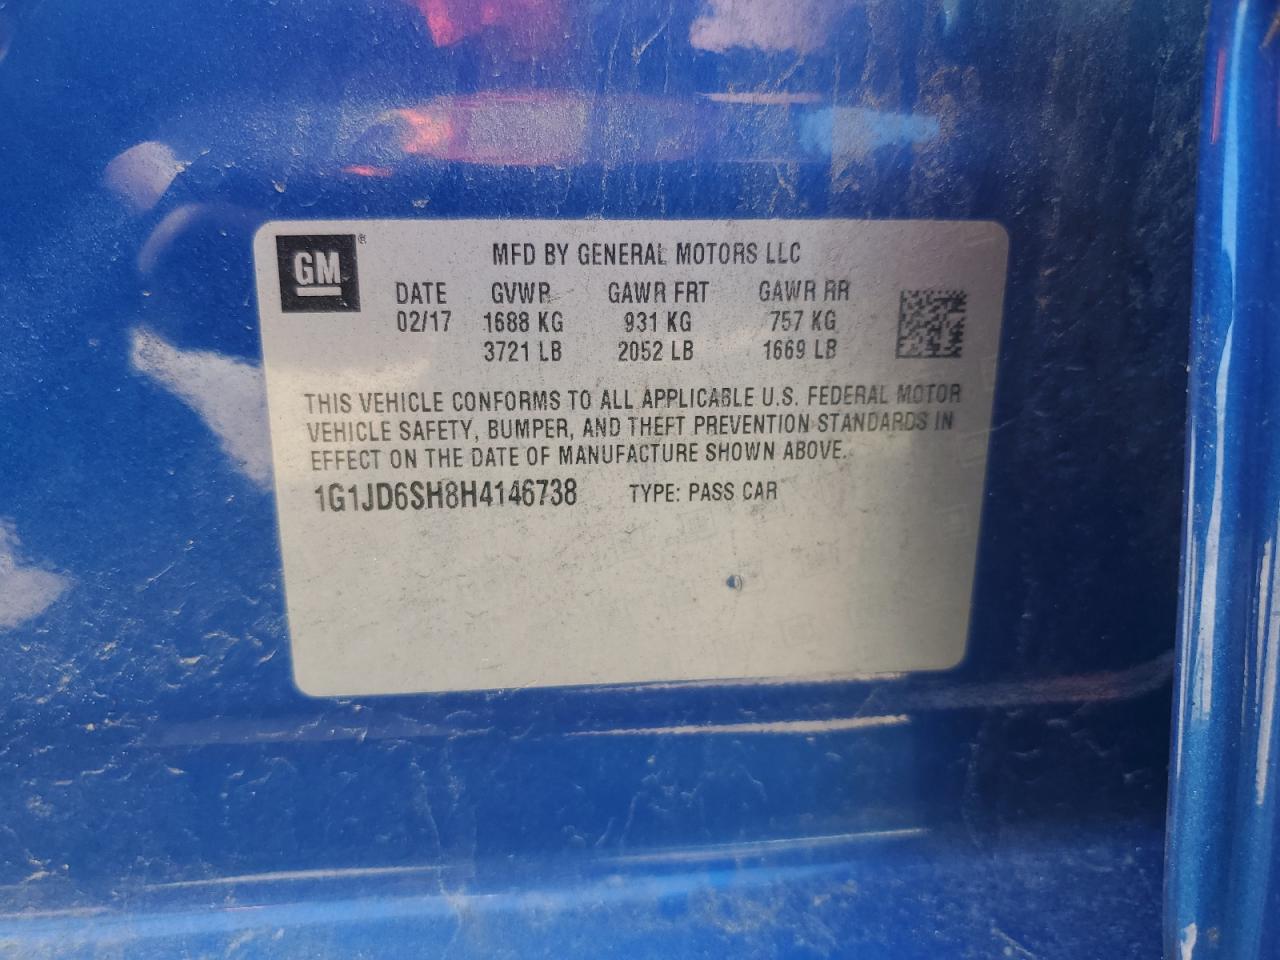 GM®
MFD BY GENERAL MOTORS LLC
DATE GVWR GAWR FRT GAWR RR
02/17 1688 KG 931 KG 757 KG
3721 LB 2052 LB 1669 LB
THIS VEHICLE CONFORMS TO ALL APPLICABLE U.S. FEDERAL MOTOR
VEHICLE SAFETY, BUMPER, AND THEFT PREVENTION STANDARDS IN
EFFECT ON THE DATE OF MANUFACTURE SHOWN ABOVE.
1G1JD6SH8H4146738 TYPE: PASS CAR